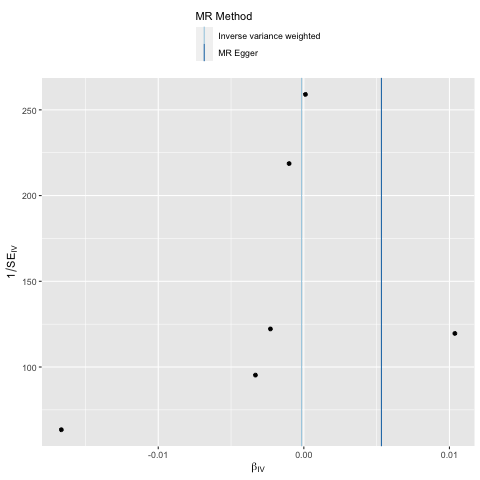 MR Method
Inverse variance weighted
MR Egger
250
200
150
100
1/SE_IV
-0.01
0.00
0.01
β_IV